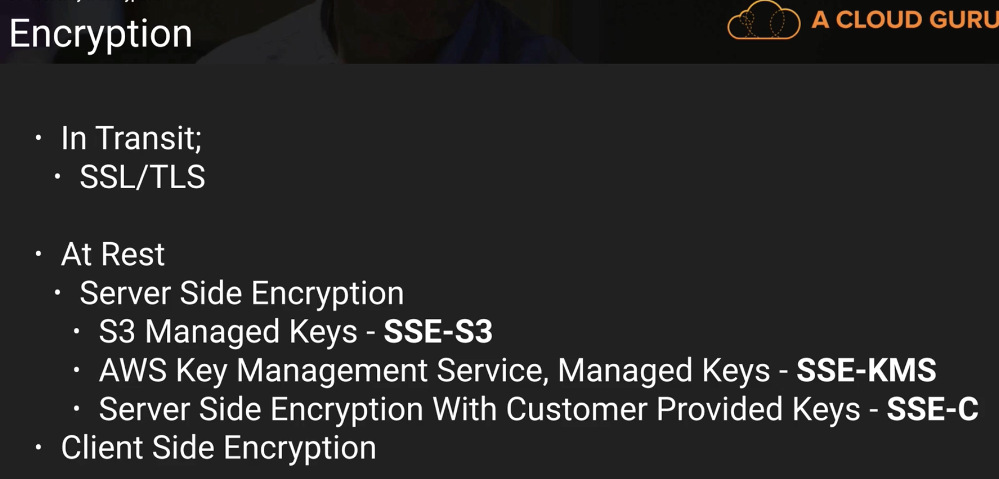 Encryption
A CLOUD GURU
• In Transit;
• SSL/TLS
• At Rest
• Server Side Encryption
• S3 Managed Keys - SSE-S3
• AWS Key Management Service, Managed Keys - SSE-KMS
• Server Side Encryption With Customer Provided Keys - SSE-C
• Client Side Encryption